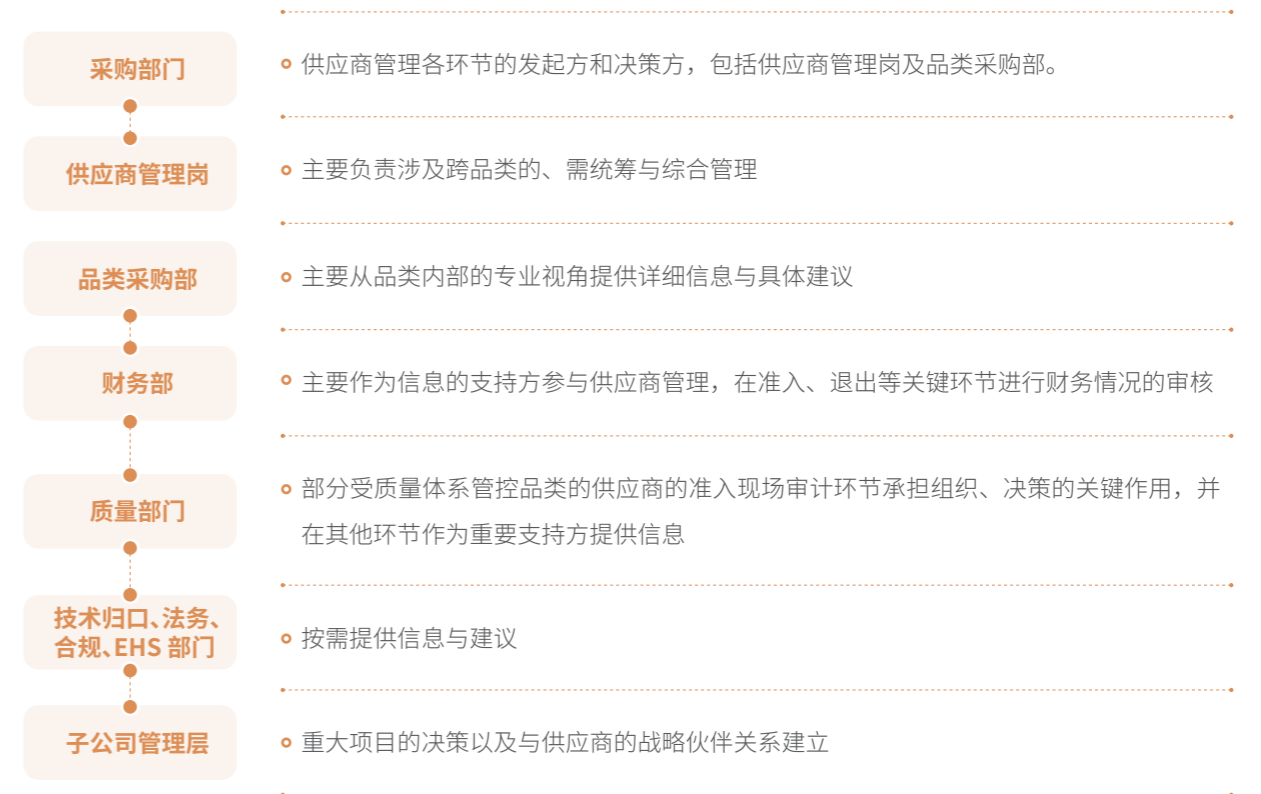 采购部门
供应商管理各环节的发起方和决策方，包括供应商管理岗及品类采购部。
供应商管理岗
主要负责涉及跨品类的、需统筹与综合管理
品类采购部
主要从品类内部的专业视角提供详细信息与具体建议
财务部
主要作为信息的支持方参与供应商管理，在准入、退出等关键环节进行财务情况的审核
质量部门
部分受质量体系管控品类的供应商的准入现场审计环节承担组织、决策的关键作用，并
在其他环节作为重要支持方提供信息
技术归口、法务、
合规、EHS 部门
按需提供信息与建议
子公司管理层
重大项目的决策以及与供应商的战略伙伴关系建立